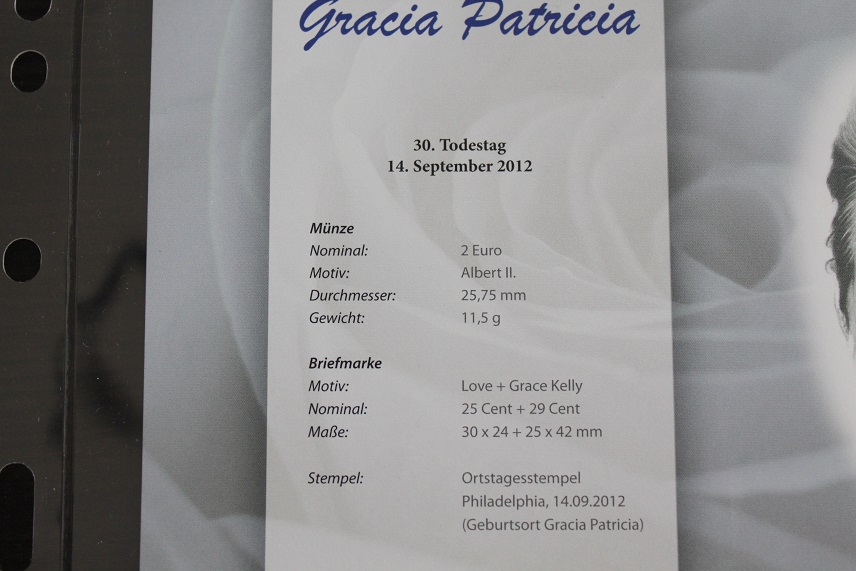 Gracia Patricia
30. Todestag
14. September 2012
Münze
Nominal: 2 Euro
Motiv: Albert II.
Durchmesser: 25,75 mm
Gewicht: 11,5 g
Briefmarke
Motiv: Love + Grace Kelly
Nominal: 25 Cent + 29 Cent
Maße: 30 x 24 + 25 x 42 mm
Stempel: Ortstagesstempel
Philadelphia, 14.09.2012
(Geburtsort Gracia Patricia)